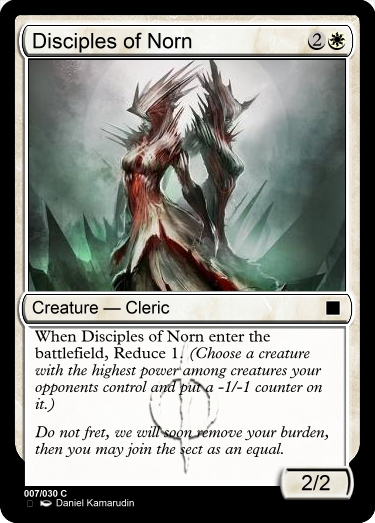 Disciples of Norn 2
Creature — Cleric
When Disciples of Norn enter the
battlefield, Reduce 1. (Choose a creature
with the highest power among creatures your
opponents control and put a -1/-1 counter on
it.)
Do not fret, we will soon remove your burden,
then you may join the sect as an equal.
2/2
007/030 C
Daniel Kamarudin